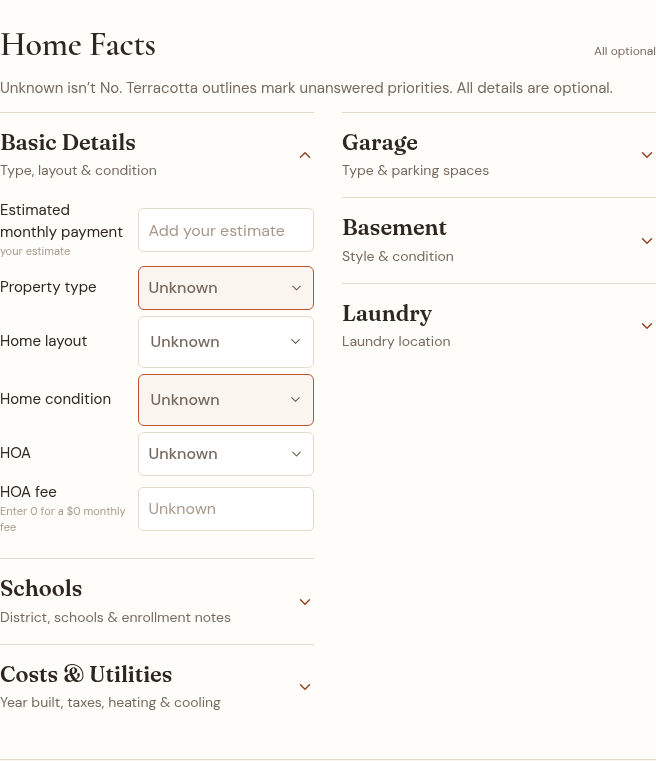 Home Facts
All optional
Unknown isn’t No. Terracotta outlines mark unanswered priorities. All details are optional.
Basic Details
Type, layout & condition
Estimated
monthly payment
your estimate
Add your estimate
Property type
Unknown
Home layout
Unknown
Home condition
Unknown
HOA
Unknown
HOA fee
Enter 0 for a $0 monthly
fee
Unknown
Schools
District, schools & enrollment notes
Costs & Utilities
Year built, taxes, heating & cooling
Garage
Type & parking spaces
Basement
Style & condition
Laundry
Laundry location